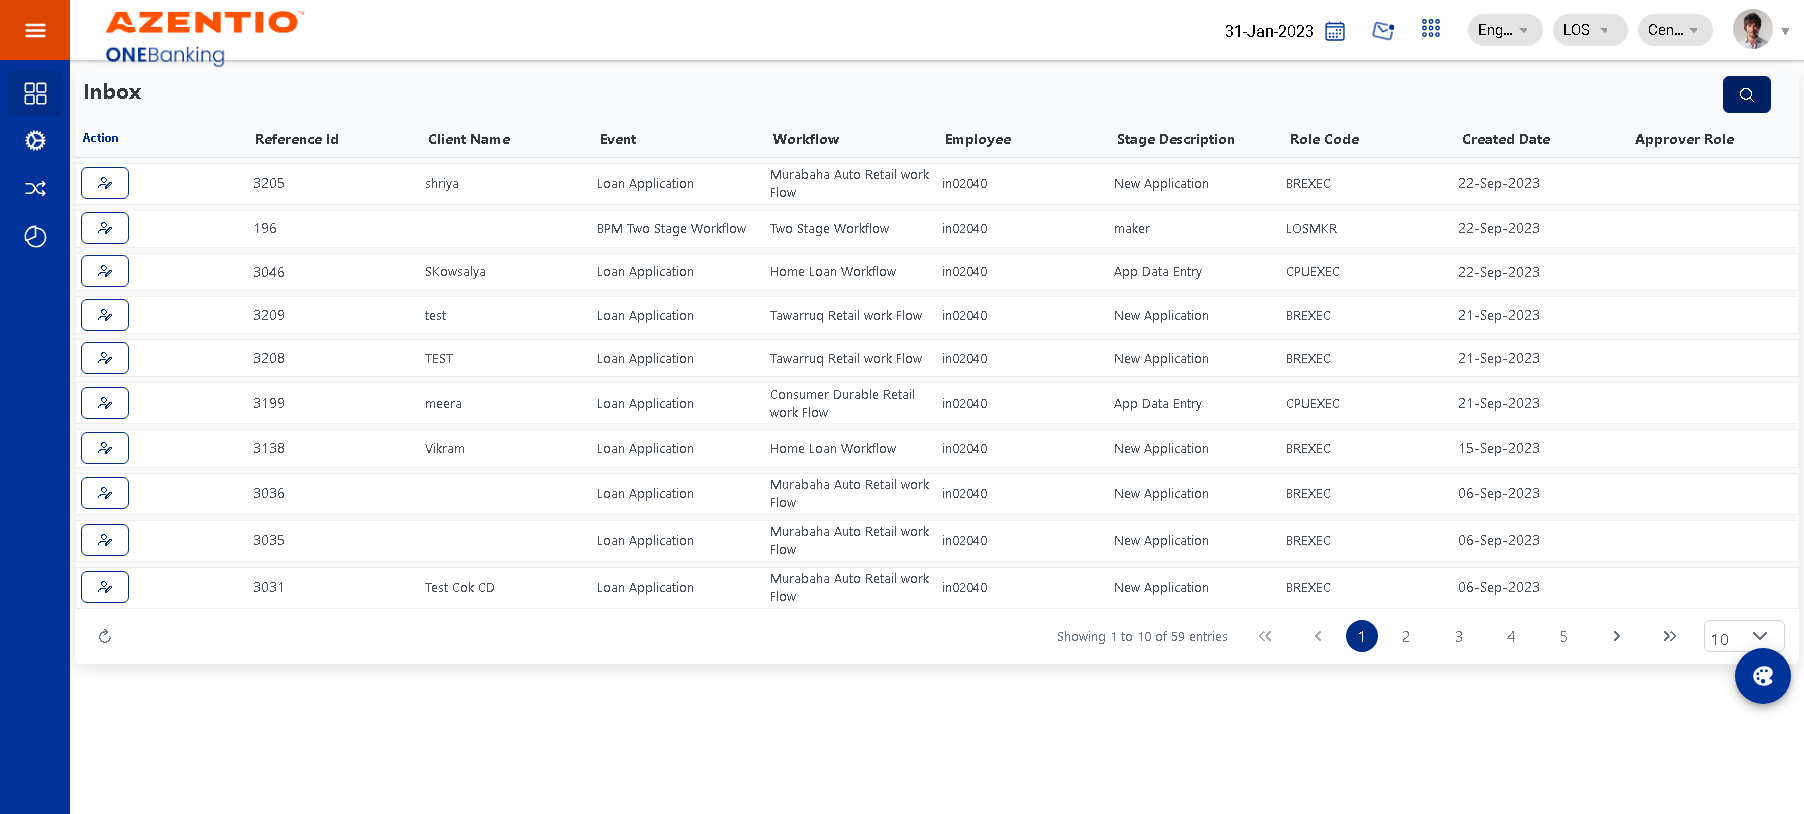 AZENTIO™
ONEBanking
31-Jan-2023 Eng... LOS Cen...
Inbox
Action Reference Id Client Name Event Workflow Employee Stage Description Role Code Created Date Approver Role
3205 shriya Loan Application Murabaha Auto Retail work Flow in02040 New Application BREXEC 22-Sep-2023
196 BPM Two Stage Workflow Two Stage Workflow in02040 maker LOSMKR 22-Sep-2023
3046 SKowsalya Loan Application Home Loan Workflow in02040 App Data Entry CPUEXEC 22-Sep-2023
3209 test Loan Application Tawarruq Retail work Flow in02040 New Application BREXEC 21-Sep-2023
3208 TEST Loan Application Tawarruq Retail work Flow in02040 New Application BREXEC 21-Sep-2023
3199 meera Loan Application Consumer Durable Retail work Flow in02040 App Data Entry CPUEXEC 21-Sep-2023
3138 Vikram Loan Application Home Loan Workflow in02040 New Application BREXEC 15-Sep-2023
3036 Loan Application Murabaha Auto Retail work Flow in02040 New Application BREXEC 06-Sep-2023
3035 Loan Application Murabaha Auto Retail work Flow in02040 New Application BREXEC 06-Sep-2023
3031 Test Cok CD Loan Application Murabaha Auto Retail work Flow in02040 New Application BREXEC 06-Sep-2023
Showing 1 to 10 of 59 entries 1 2 3 4 5 10